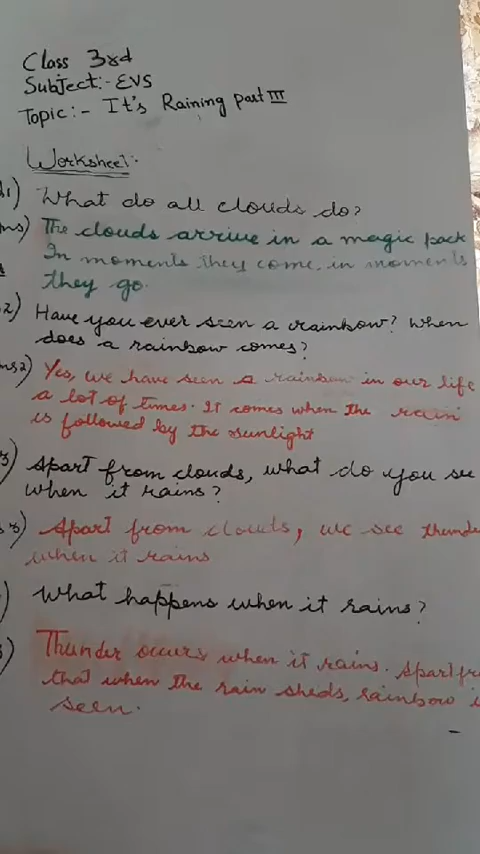 Class 3rd
Subject:- EVS
Topic:- It's Raining part III
Worksheet:-
1) What do all clouds do?
ns) The clouds arrive in a magic pack
In moments they come, in moments
they go.
2) Have you ever seen a rainbow? When
does a rainbow comes?
ns2) Yes, we have seen a rainbow in our life
a lot of times. It comes when the rain
is followed by the sunlight
3) Apart from clouds, what do you see
when it rains?
s3) Apart from clouds, we see thunde
when it rains
) What happens when it rains?
) Thunder occurs when it rains. Apart fr
that when the rain sheds, rainbow i
seen.